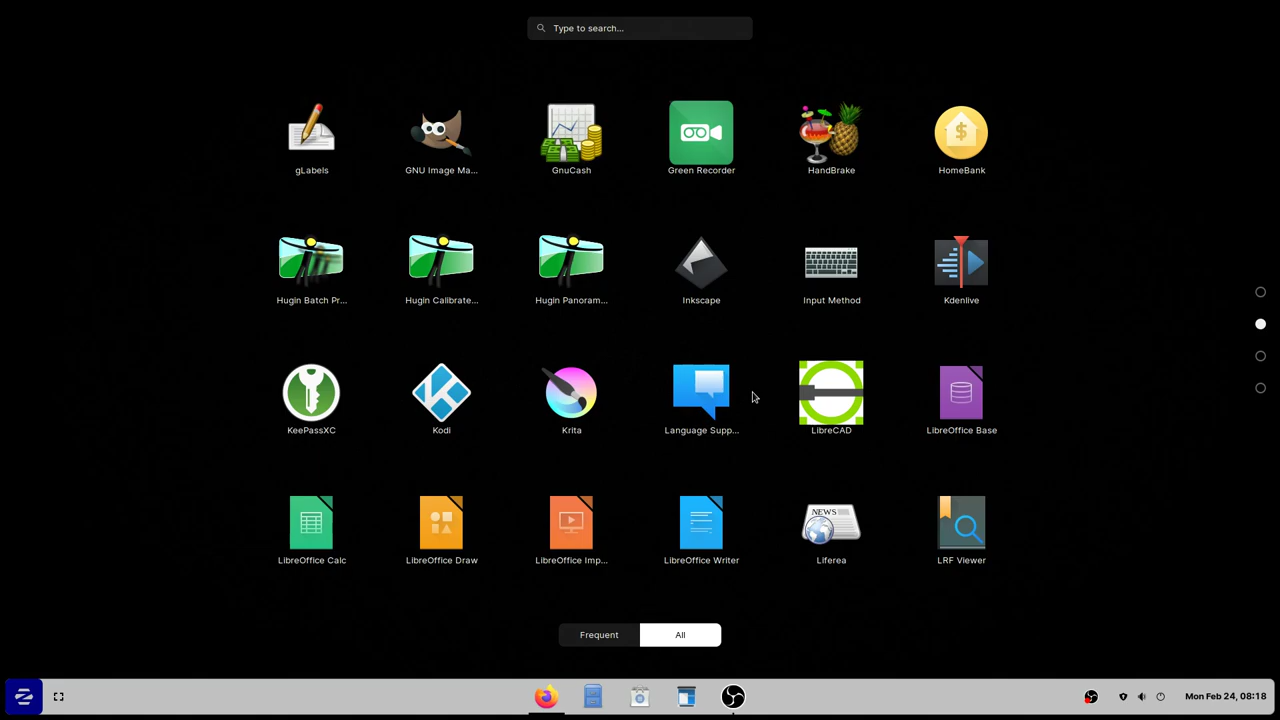 Type to search...
gLabels
GNU Image Ma...
GnuCash
Green Recorder
HandBrake
HomeBank
Hugin Batch Pr...
Hugin Calibrate...
Hugin Panoram...
Inkscape
Input Method
Kdenlive
KeePassXC
Kodi
Krita
Language Supp...
LibreCAD
LibreOffice Base
LibreOffice Calc
LibreOffice Draw
LibreOffice Imp...
LibreOffice Writer
NEWS
Liferea
LRF Viewer
Frequent
All
Mon Feb 24, 08:18